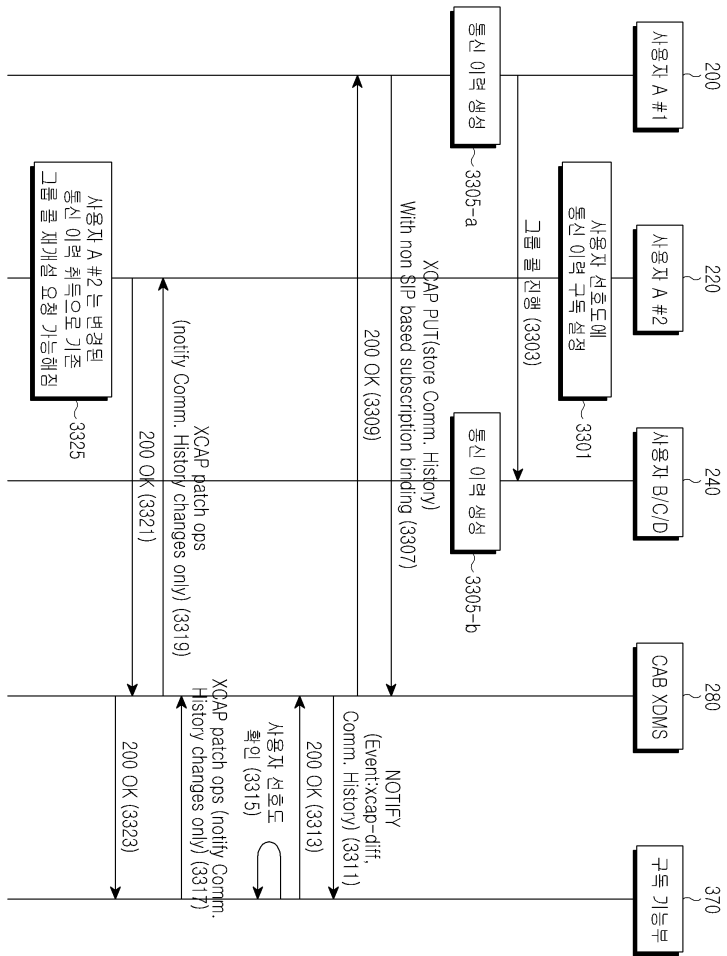 200
220
240
280
370
사용자 A #1
사용자 A #2
사용자 B/C/D
CAB XDMS
구독 기능부
사용자 선호도에
통신 이력 구독 설정
3301
그룹 콜 진행 (3303)
통신 이력 생성
3305-a
통신 이력 생성
3305-b
XCAP PUT(store Comm. History)
With non SIP based subscription binding (3307)
200 OK (3309)
NOTIFY
(Event:xcap-diff,
Comm. History) (3311)
200 OK (3313)
사용자 선호도
확인 (3315)
XCAP patch ops (notify Comm.
History changes only) (3317)
XCAP patch ops
(notify Comm. History changes only) (3319)
200 OK (3321)
200 OK (3323)
사용자 A #2 는 변경된
통신 이력 취득으로 기존
그룹 콜 재개설 요청 가능해짐
3325